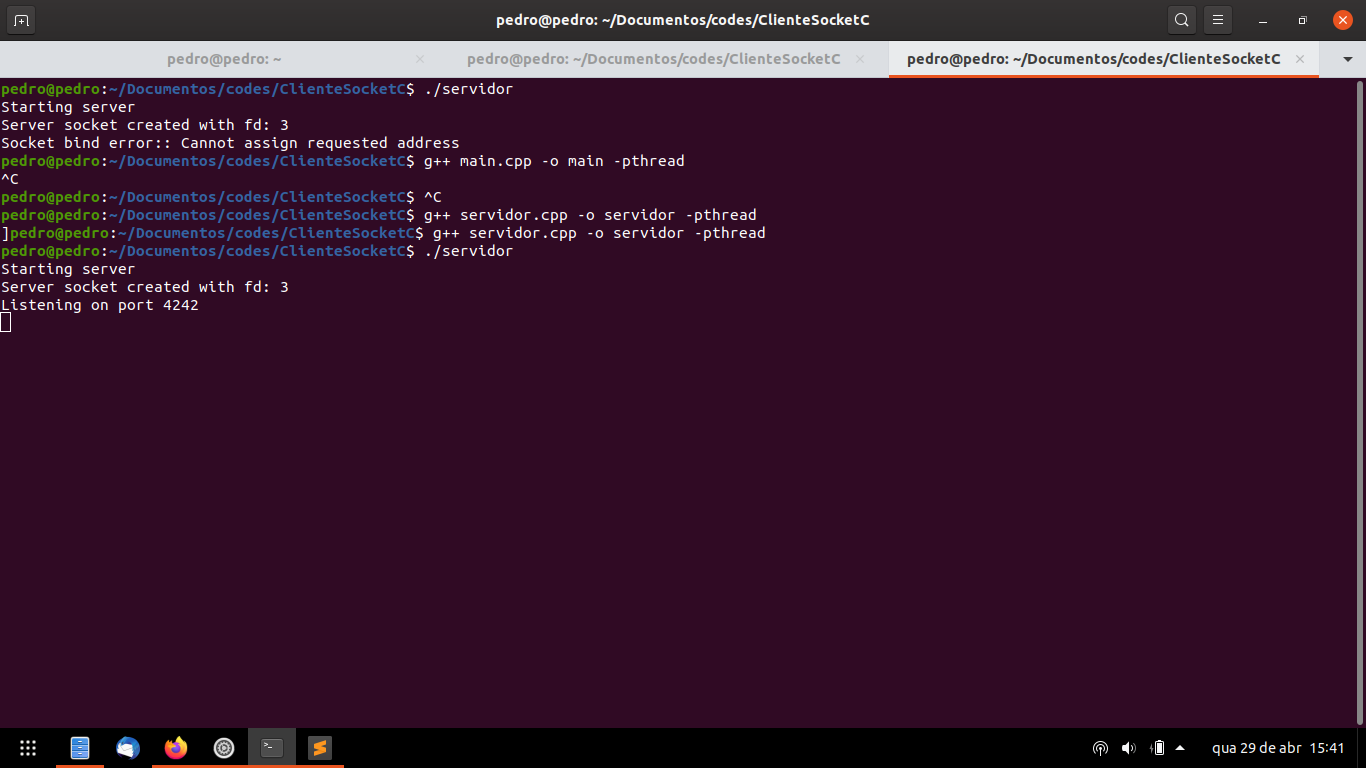 pedro@pedro: ~/Documentos/codes/ClienteSocketC
pedro@pedro: ~
pedro@pedro: ~/Documentos/codes/ClienteSocketC
pedro@pedro: ~/Documentos/codes/ClienteSocketC
pedro@pedro:~/Documentos/codes/ClienteSocketC$ ./servidor
Starting server
Server socket created with fd: 3
Socket bind error:: Cannot assign requested address
pedro@pedro:~/Documentos/codes/ClienteSocketC$ g++ main.cpp -o main -pthread
^C
pedro@pedro:~/Documentos/codes/ClienteSocketC$ ^C
pedro@pedro:~/Documentos/codes/ClienteSocketC$ g++ servidor.cpp -o servidor -pthread
]pedro@pedro:~/Documentos/codes/ClienteSocketC$ g++ servidor.cpp -o servidor -pthread
pedro@pedro:~/Documentos/codes/ClienteSocketC$ ./servidor
Starting server
Server socket created with fd: 3
Listening on port 4242
qua 29 de abr 15:41